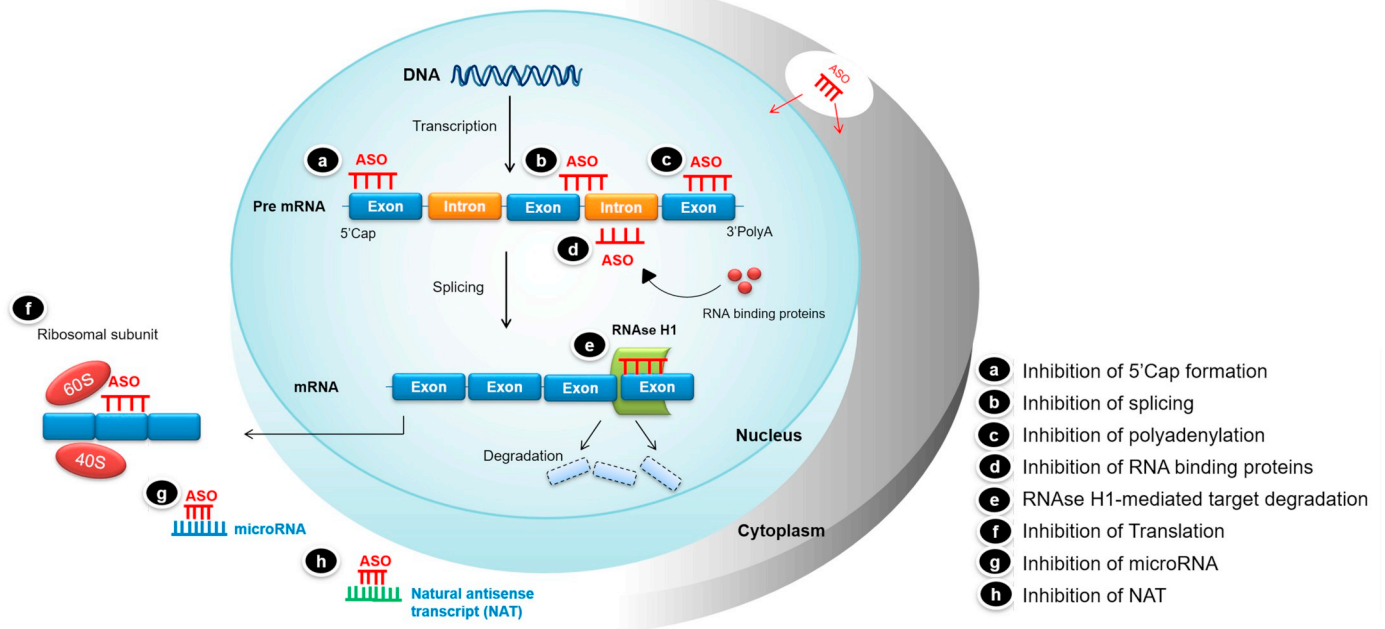 DNA
ASO
Transcription
a
ASO
b
ASO
c
ASO
Pre mRNA
Exon
Intron
Exon
Intron
Exon
5'Cap
3'PolyA
d
ASO
Splicing
RNA binding proteins
f
Ribosomal subunit
60S
ASO
40S
e
RNAse H1
mRNA
Exon
Exon
Exon
Exon
Nucleus
Degradation
g
ASO
microRNA
Cytoplasm
h
ASO
Natural antisense
transcript (NAT)
a Inhibition of 5'Cap formation
b Inhibition of splicing
c Inhibition of polyadenylation
d Inhibition of RNA binding proteins
e RNAse H1-mediated target degradation
f Inhibition of Translation
g Inhibition of microRNA
h Inhibition of NAT